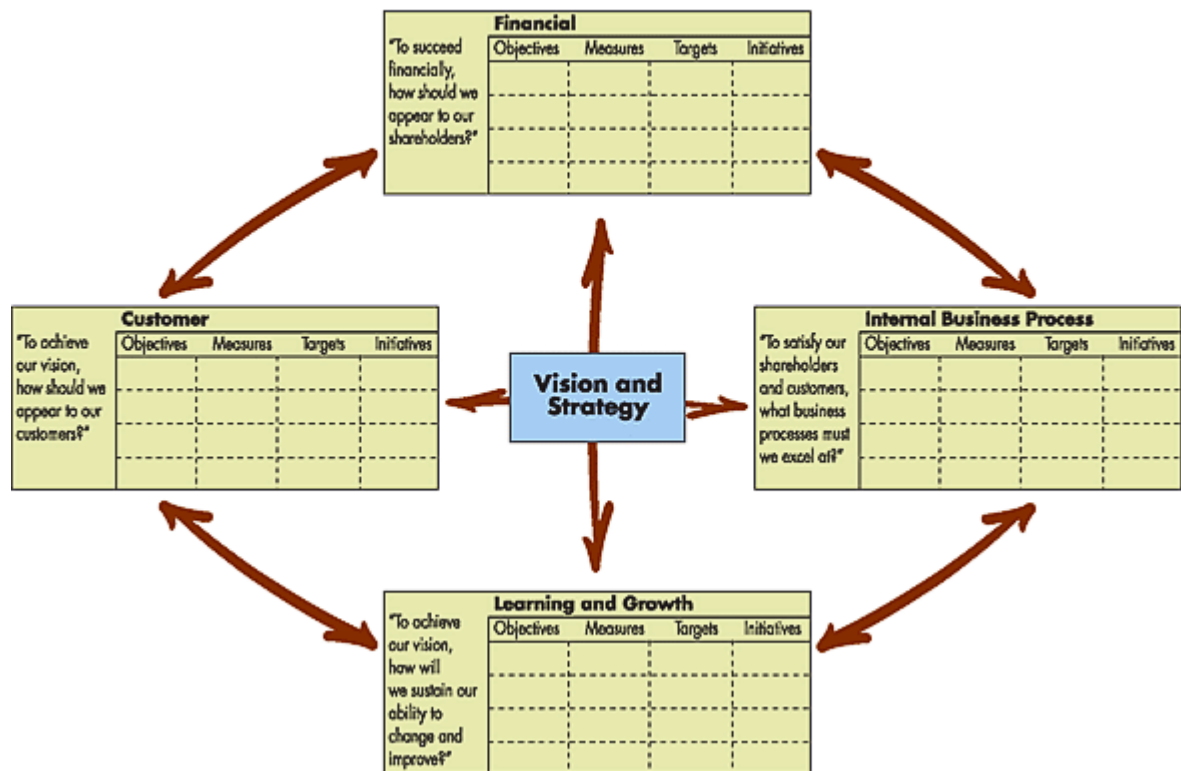 Financial
"To succeed
financially,
how should we
appear to our
shareholders?"
Objectives Measures Targets Initiatives
Customer
"To achieve
our vision,
how should we
appear to our
customers?"
Objectives Measures Targets Initiatives
Vision and
Strategy
Internal Business Process
"To satisfy our
shareholders
and customers,
what business
processes must
we excel at?"
Objectives Measures Targets Initiatives
Learning and Growth
"To achieve
our vision,
how will
we sustain our
ability to
change and
improve?"
Objectives Measures Targets Initiatives